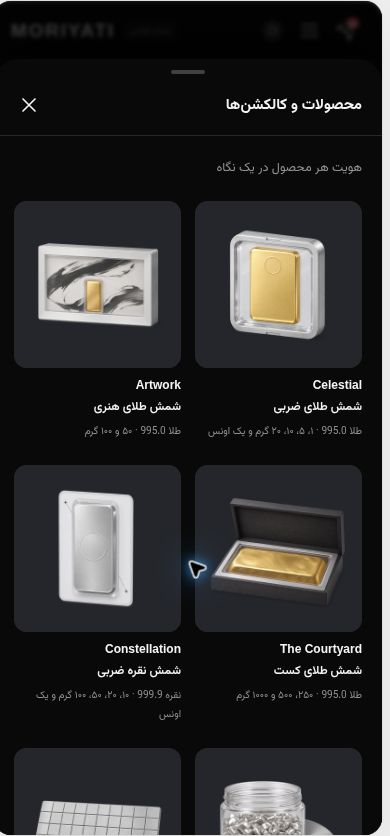 MORIYATI
محصولات و کالکشن‌ها
هویت هر محصول در یک نگاه
Celestial
شمش طلای ضربی
طلا 995.0 · ۱، ۵، ۱۰، ۲۰ گرم و یک اونس
Artwork
شمش طلای هنری
طلا 995.0 · ۵۰ و ۱۰۰ گرم
The Courtyard
شمش طلای کست
طلا 995.0 · ۲۵۰، ۵۰۰ و ۱۰۰۰ گرم
Constellation
شمش نقره ضربی
نقره 999.9 · ۱۰، ۲۰، ۵۰، ۱۰۰ گرم و یک
اونس